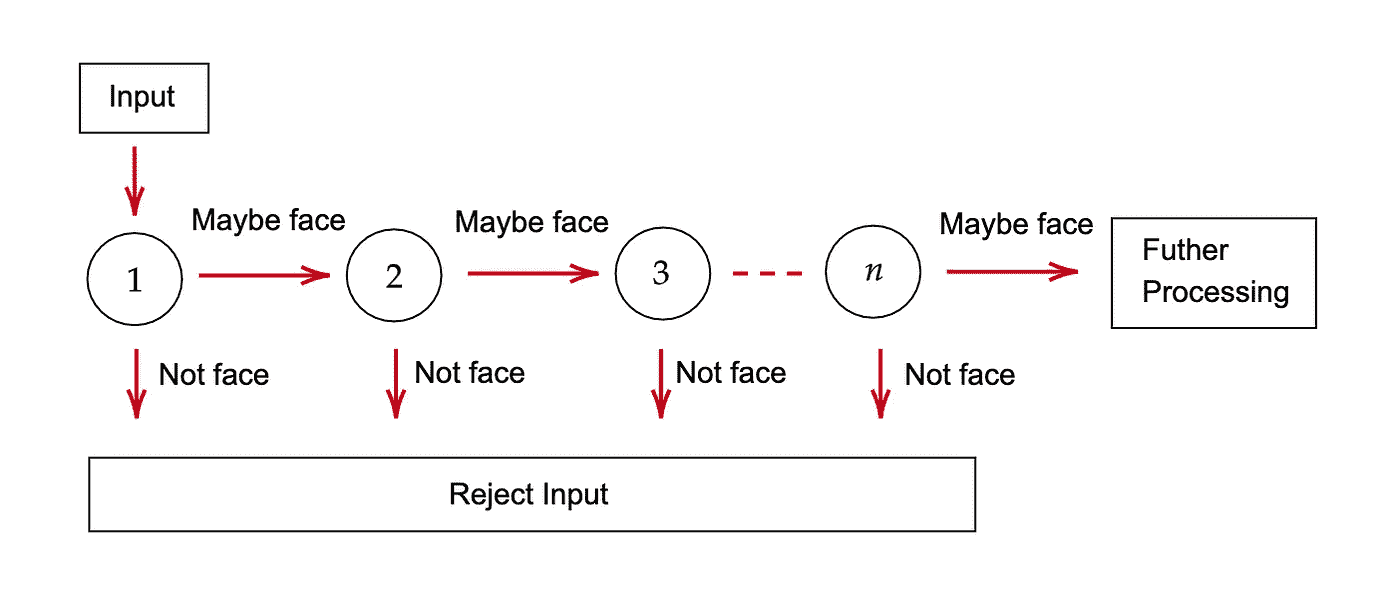 Input
Maybe face
Maybe face
Maybe face
1
2
3
n
Futher
Processing
Not face
Not face
Not face
Not face
Reject Input